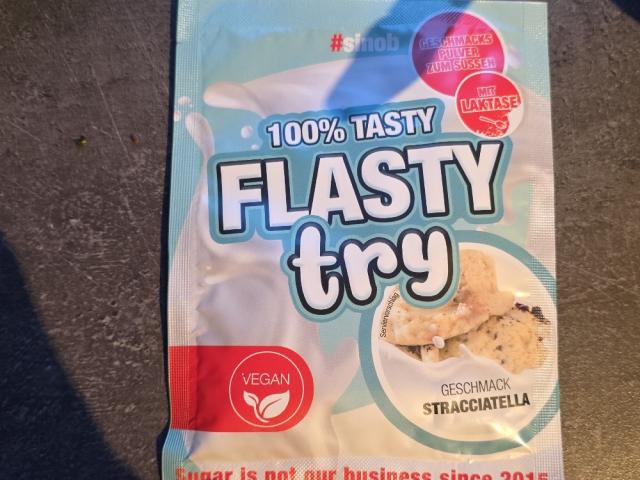 #sinob
GESCHMACKS
PULVER
ZUM SÜSSEN
MIT
LAKTASE
100% TASTY
FLASTY
try
Serviervorschlag
VEGAN
GESCHMACK
STRACCIATELLA
Sugar is not our business since 2015